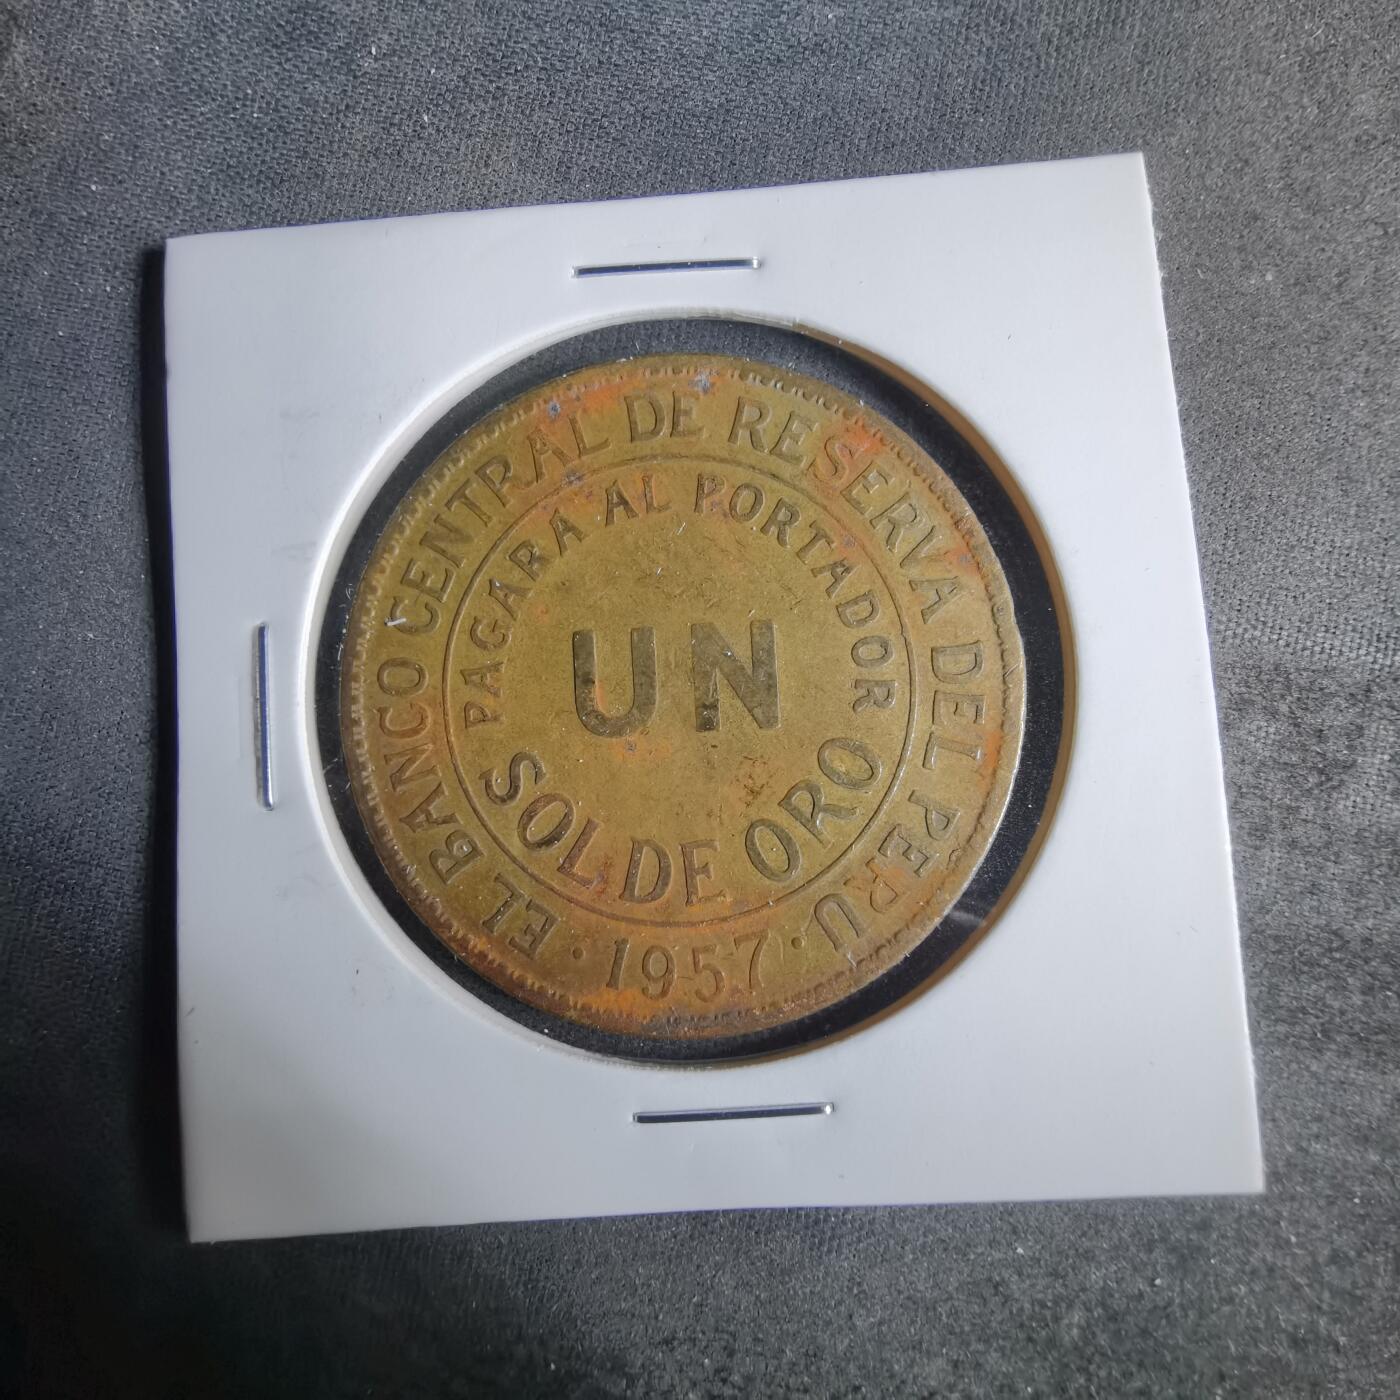 EL BANCO CENTRAL DE RESERVA DEL PERU
PAGARA AL PORTADOR
UN
SOL DE ORO
· 1957 ·